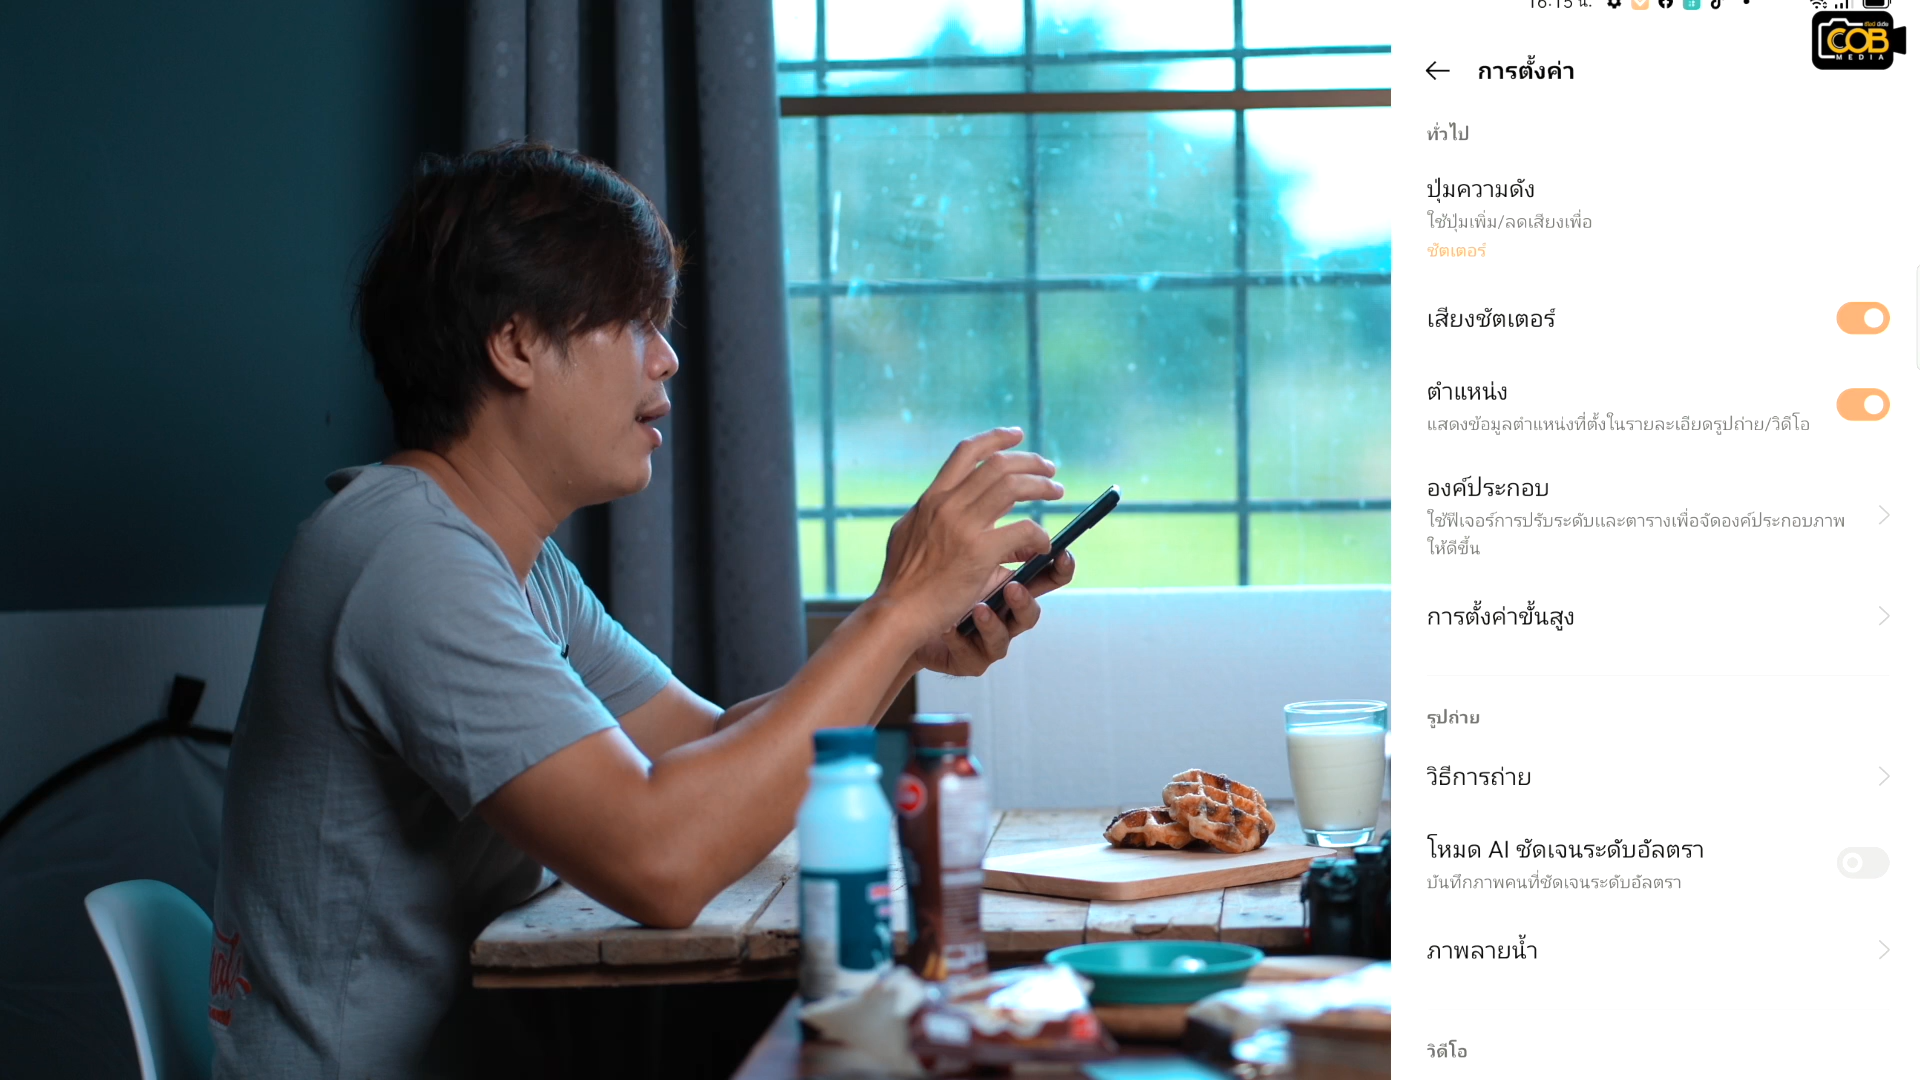 16:15 น.
COB
MEDIA
การตั้งค่า
ทั่วไป
ปุ่มความดัง
ใช้ปุ่มเพิ่ม/ลดเสียงเพื่อ
ชัตเตอร์
เสียงชัตเตอร์
ตำแหน่ง
แสดงข้อมูลตำแหน่งที่ตั้งในรายละเอียดรูปถ่าย/วิดีโอ
องค์ประกอบ
ใช้ฟีเจอร์การปรับระดับและตารางเพื่อจัดองค์ประกอบภาพ
ให้ดีขึ้น
การตั้งค่าขั้นสูง
รูปถ่าย
วิธีการถ่าย
โหมด AI ชัดเจนระดับอัลตรา
บันทึกภาพคนที่ชัดเจนระดับอัลตรา
ภาพลายน้ำ
วิดีโอ